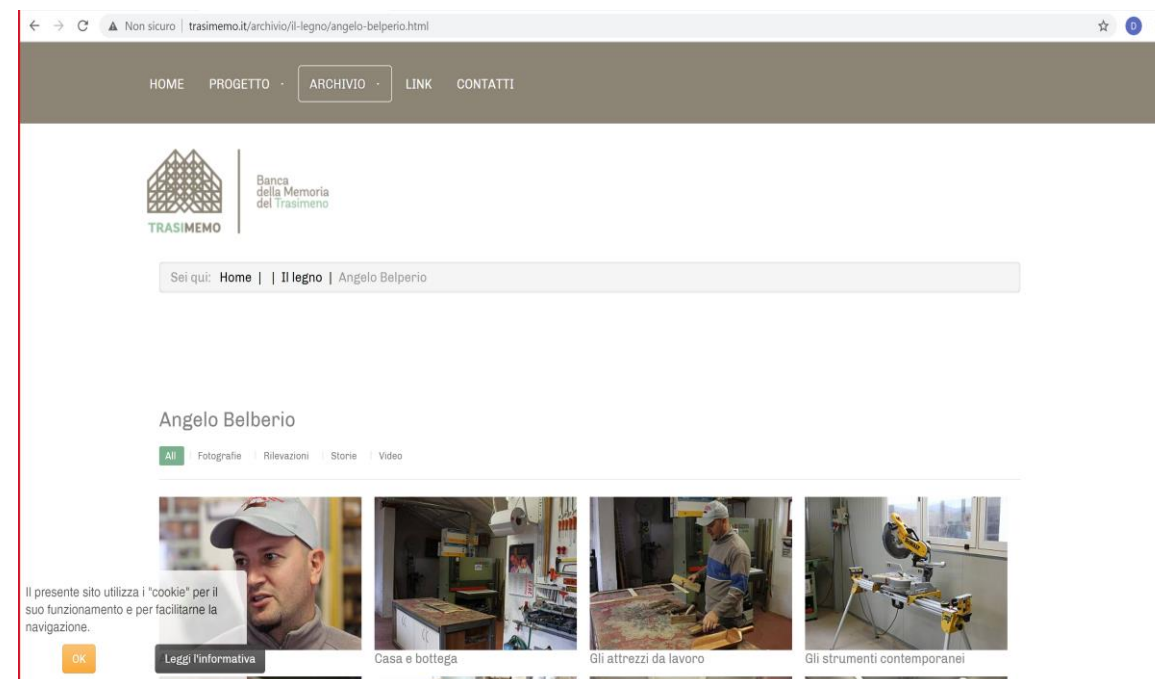 Non sicuro | trasimemo.it/archivio/il-legno/angelo-belperio.html
D
HOME PROGETTO - ARCHIVIO - LINK CONTATTI
Banca
della Memoria
del Trasimeno
TRASIMEMO
Sei qui: Home | | Il legno | Angelo Belperio
Angelo Belberio
All Fotografie Rilevazioni Storie Video
Il presente sito utilizza i "cookie" per il
suo funzionamento e per facilitarne la
navigazione.
OK Leggi l'informativa
Casa e bottega Gli attrezzi da lavoro Gli strumenti contemporanei